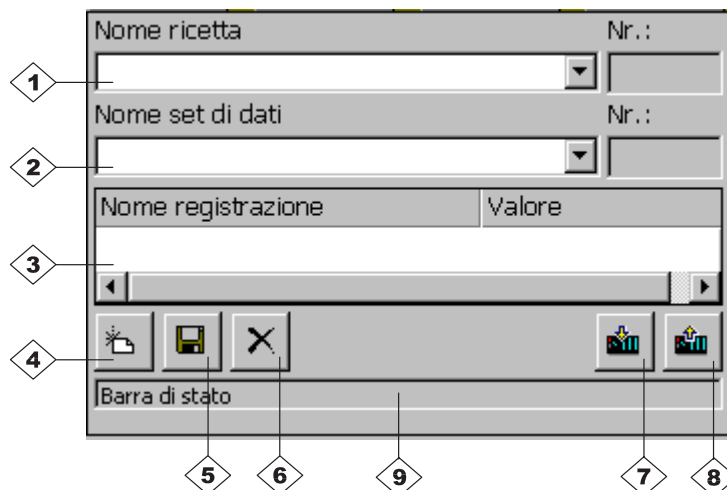 Nome ricetta Nr.:
1
Nome set di dati Nr.:
2
Nome registrazione Valore
3
4
Barra di stato
5 6 9 7 8